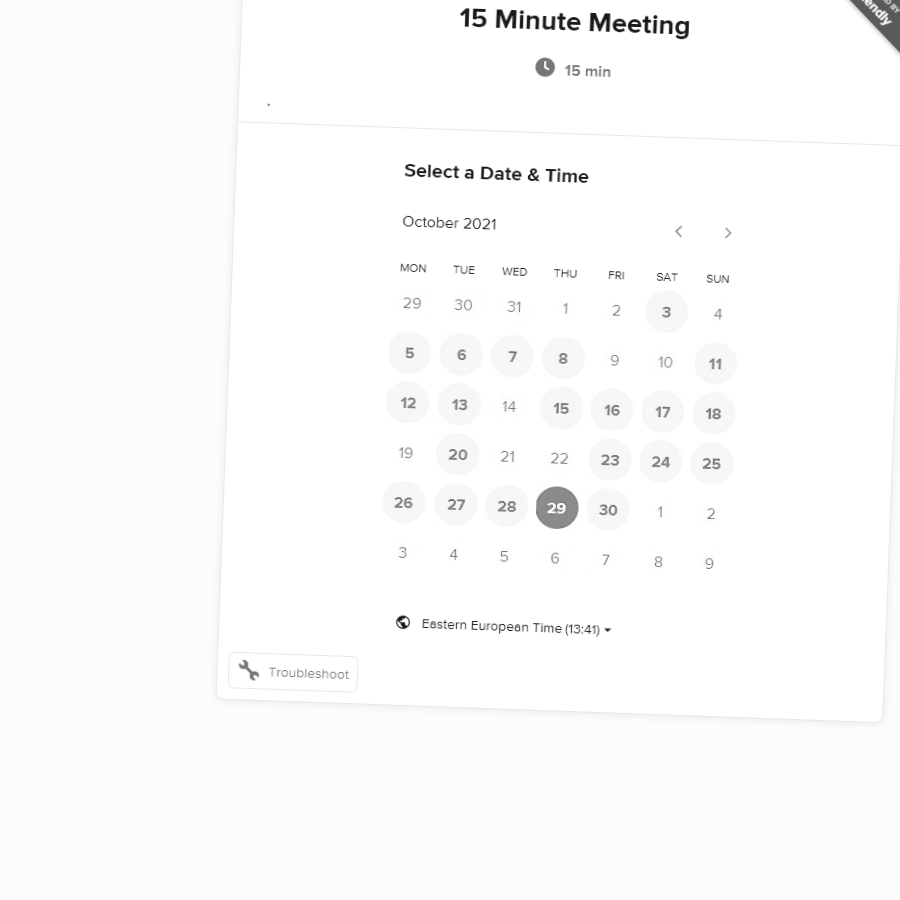 15 Minute Meeting
15 min
.
Select a Date & Time
October 2021
MON TUE WED THU FRI SAT SUN
29 30 31 1 2 3 4
5 6 7 8 9 10 11
12 13 14 15 16 17 18
19 20 21 22 23 24 25
26 27 28 29 30 1 2
3 4 5 6 7 8 9
Eastern European Time (13:41)
Troubleshoot